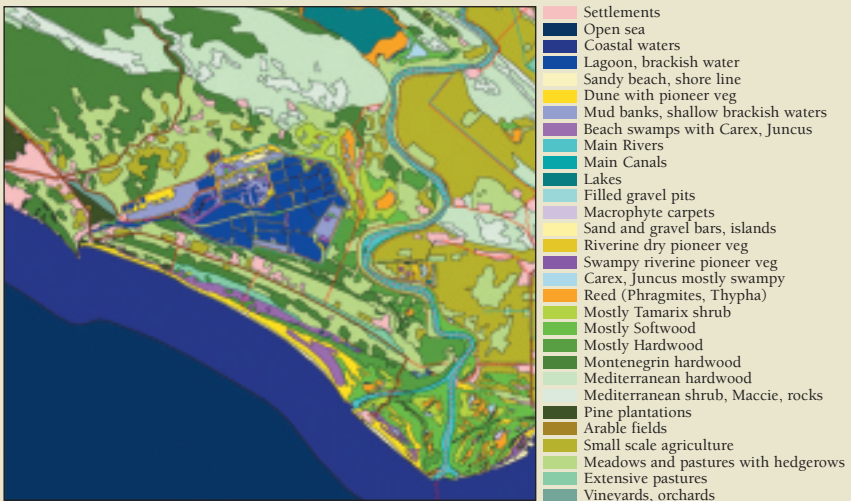 Settlements
Open sea
Coastal waters
Lagoon, brackish water
Sandy beach, shore line
Dune with pioneer veg
Mud banks, shallow brackish waters
Beach swamps with Carex, Juncus
Main Rivers
Main Canals
Lakes
Filled gravel pits
Macrophyte carpets
Sand and gravel bars, islands
Riverine dry pioneer veg
Swampy riverine pioneer veg
Carex, Juncus mostly swampy
Reed (Phragmites, Thypha)
Mostly Tamarix shrub
Mostly Softwood
Mostly Hardwood
Montenegrin hardwood
Mediterranean hardwood
Mediterranean shrub, Maccie, rocks
Pine plantations
Arable fields
Small scale agriculture
Meadows and pastures with hedgerows
Extensive pastures
Vineyards, orchards